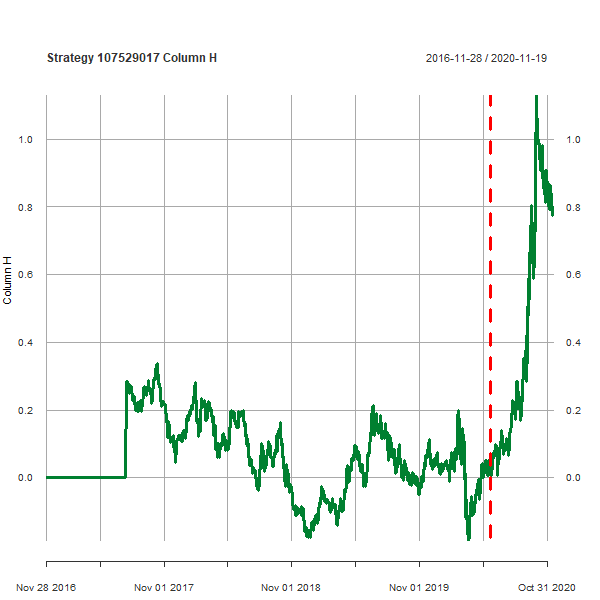 Strategy 107529017 Column H
2016-11-28 / 2020-11-19
1.0
1.0
0.8
0.8
0.6
0.6
Column H
0.4
0.4
0.2
0.2
0.0
0.0
Nov 28 2016
Nov 01 2017
Nov 01 2018
Nov 01 2019
Oct 31 2020